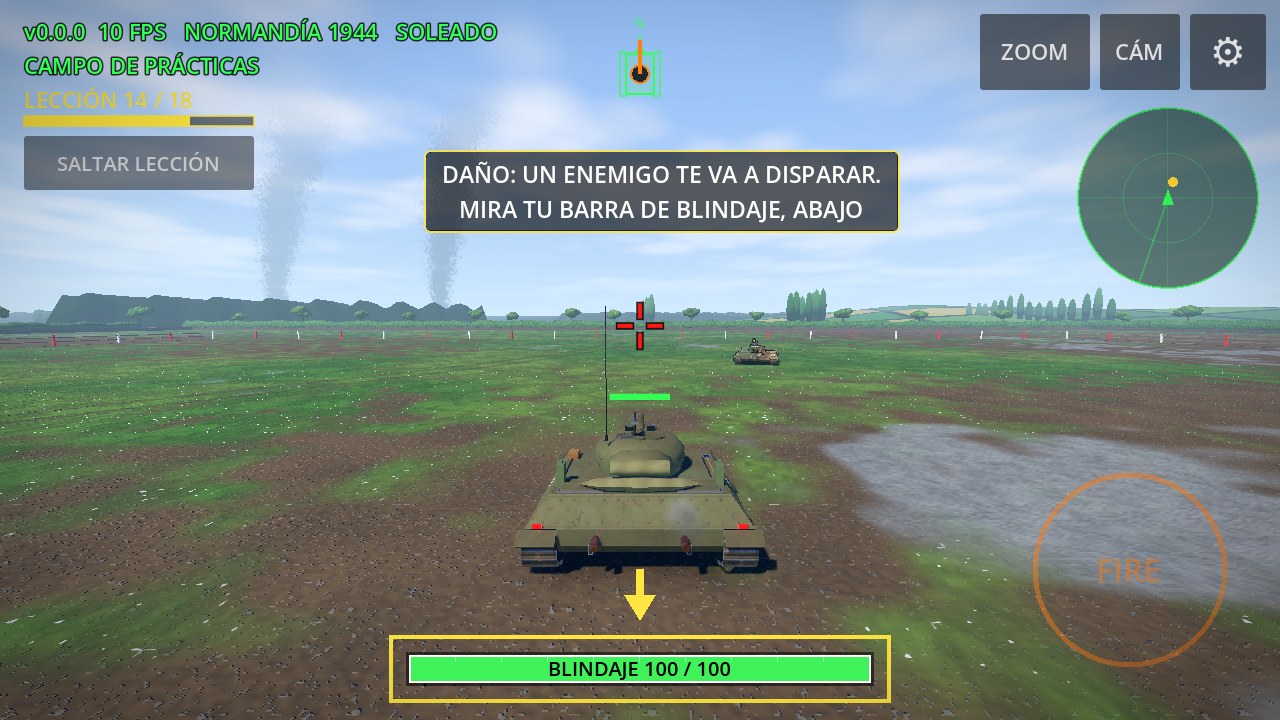 v0.0.0 10 FPS NORMANDÍA 1944 SOLEADO
CAMPO DE PRÁCTICAS
LECCIÓN 14 / 18
SALTAR LECCIÓN
ZOOM
CÁM
DAÑO: UN ENEMIGO TE VA A DISPARAR.
MIRA TU BARRA DE BLINDAJE, ABAJO
FIRE
BLINDAJE 100 / 100